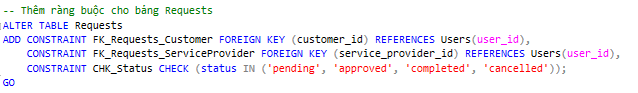 -- Thêm ràng buộc cho bảng Requests
ALTER TABLE Requests
ADD CONSTRAINT FK_Requests_Customer FOREIGN KEY (customer_id) REFERENCES Users(user_id),
    CONSTRAINT FK_Requests_ServiceProvider FOREIGN KEY (service_provider_id) REFERENCES Users(user_id),
    CONSTRAINT CHK_Status CHECK (status IN ('pending', 'approved', 'completed', 'cancelled'));
GO